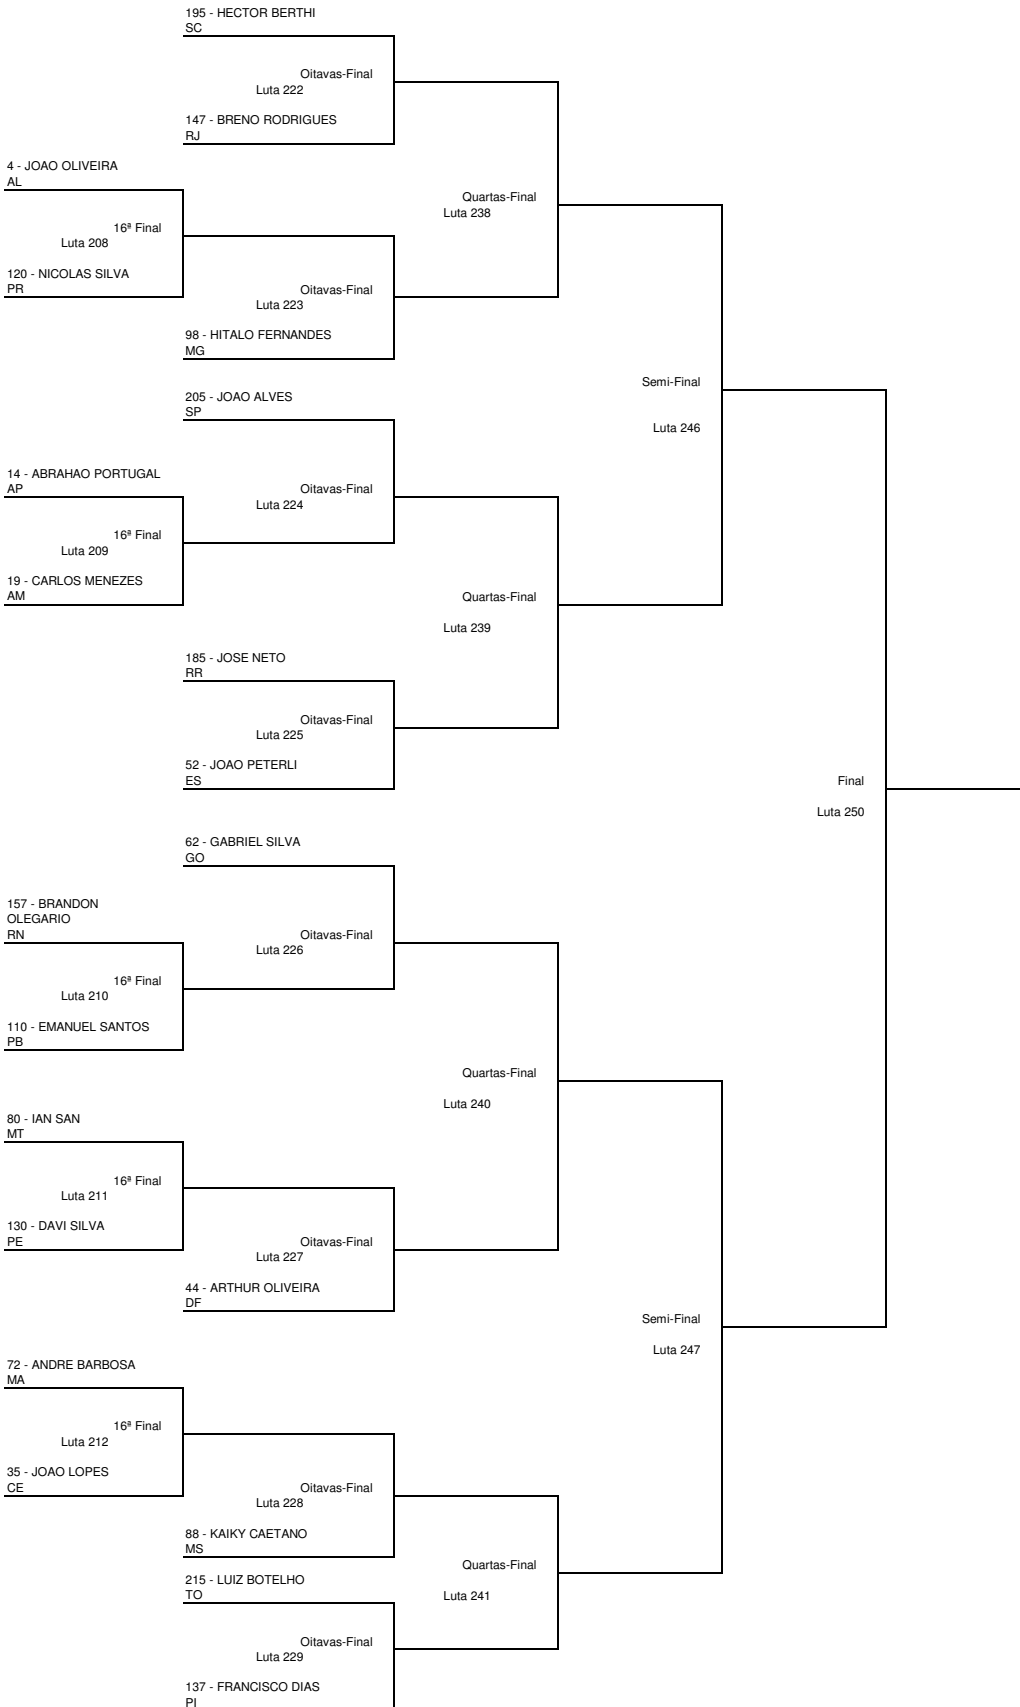 195 - HECTOR BERTHI
SC
Oitavas-Final
Luta 222
147 - BRENO RODRIGUES
RJ
4 - JOAO OLIVEIRA
AL
Quartas-Final
Luta 238
16ª Final
Luta 208
120 - NICOLAS SILVA
PR
Oitavas-Final
Luta 223
98 - HITALO FERNANDES
MG
Semi-Final
Luta 246
205 - JOAO ALVES
SP
14 - ABRAHAO PORTUGAL
AP
Oitavas-Final
Luta 224
16ª Final
Luta 209
19 - CARLOS MENEZES
AM
Quartas-Final
Luta 239
185 - JOSE NETO
RR
Oitavas-Final
Luta 225
52 - JOAO PETERLI
ES
Final
Luta 250
62 - GABRIEL SILVA
GO
157 - BRANDON
OLEGARIO
RN
Oitavas-Final
Luta 226
16ª Final
Luta 210
110 - EMANUEL SANTOS
PB
Quartas-Final
Luta 240
80 - IAN SAN
MT
16ª Final
Luta 211
130 - DAVI SILVA
PE
Oitavas-Final
Luta 227
44 - ARTHUR OLIVEIRA
DF
Semi-Final
Luta 247
72 - ANDRE BARBOSA
MA
16ª Final
Luta 212
35 - JOAO LOPES
CE
Oitavas-Final
Luta 228
88 - KAIKY CAETANO
MS
Quartas-Final
Luta 241
215 - LUIZ BOTELHO
TO
Oitavas-Final
Luta 229
137 - FRANCISCO DIAS
PI